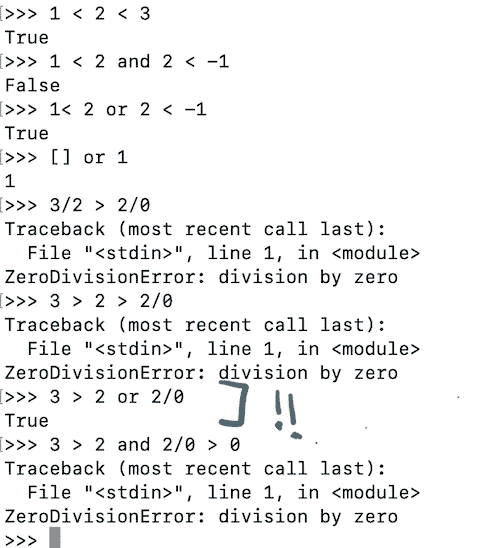 [>>> 1 < 2 < 3
True
[>>> 1 < 2 and 2 < -1
False
[>>> 1< 2 or 2 < -1
True
[>>> [] or 1
1
[>>> 3/2 > 2/0
Traceback (most recent call last):
  File "<stdin>", line 1, in <module>
ZeroDivisionError: division by zero
[>>> 3 > 2 > 2/0
Traceback (most recent call last):
  File "<stdin>", line 1, in <module>
ZeroDivisionError: division by zero
[>>> 3 > 2 or 2/0 ] !!
True
[>>> 3 > 2 and 2/0 > 0
Traceback (most recent call last):
  File "<stdin>", line 1, in <module>
ZeroDivisionError: division by zero
>>>